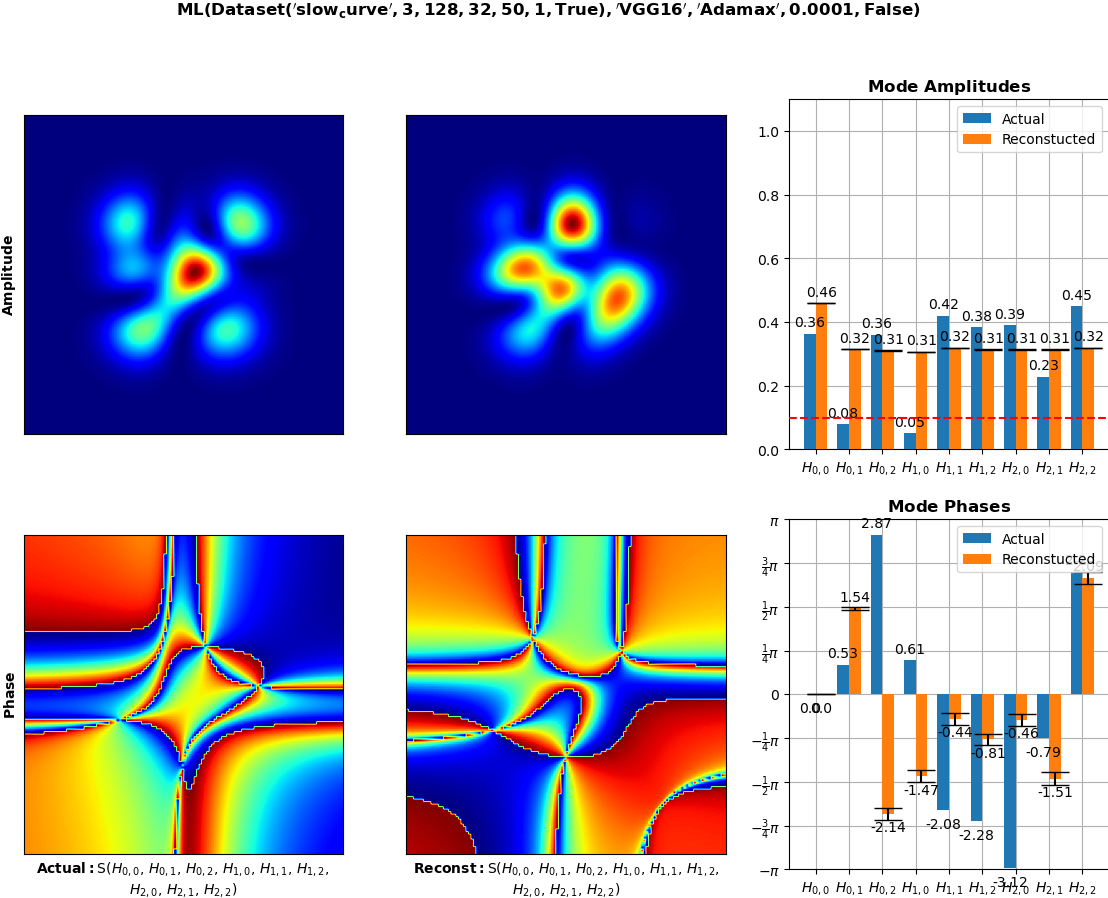 ML(Dataset('slow_curve', 3, 128, 32, 50, 1, True), 'VGG16', 'Adamax', 0.0001, False)
Mode Amplitudes
Actual
Reconstucted
1.0
0.8
0.6
0.4
0.2
0.0
0.36
0.46
0.08
0.32
0.36
0.31
0.05
0.31
0.42
0.32
0.38
0.31
0.39
0.31
0.23
0.31
0.45
0.32
H0,0 H0,1 H0,2 H1,0 H1,1 H1,2 H2,0 H2,1 H2,2
Amplitude
Mode Phases
Actual
Reconstucted
π
3/4π
1/2π
1/4π
0
−1/4π
−1/2π
−3/4π
−π
0.0
0.0
0.53
1.54
2.87
-2.14
0.61
-1.47
-2.08
-0.44
-2.28
-0.81
-3.12
-0.46
-0.79
-1.51
H0,0 H0,1 H0,2 H1,0 H1,1 H1,2 H2,0 H2,1 H2,2
Phase
Actual: S(H0,0, H0,1, H0,2, H1,0, H1,1, H1,2,
H2,0, H2,1, H2,2)
Reconst: S(H0,0, H0,1, H0,2, H1,0, H1,1, H1,2,
H2,0, H2,1, H2,2)